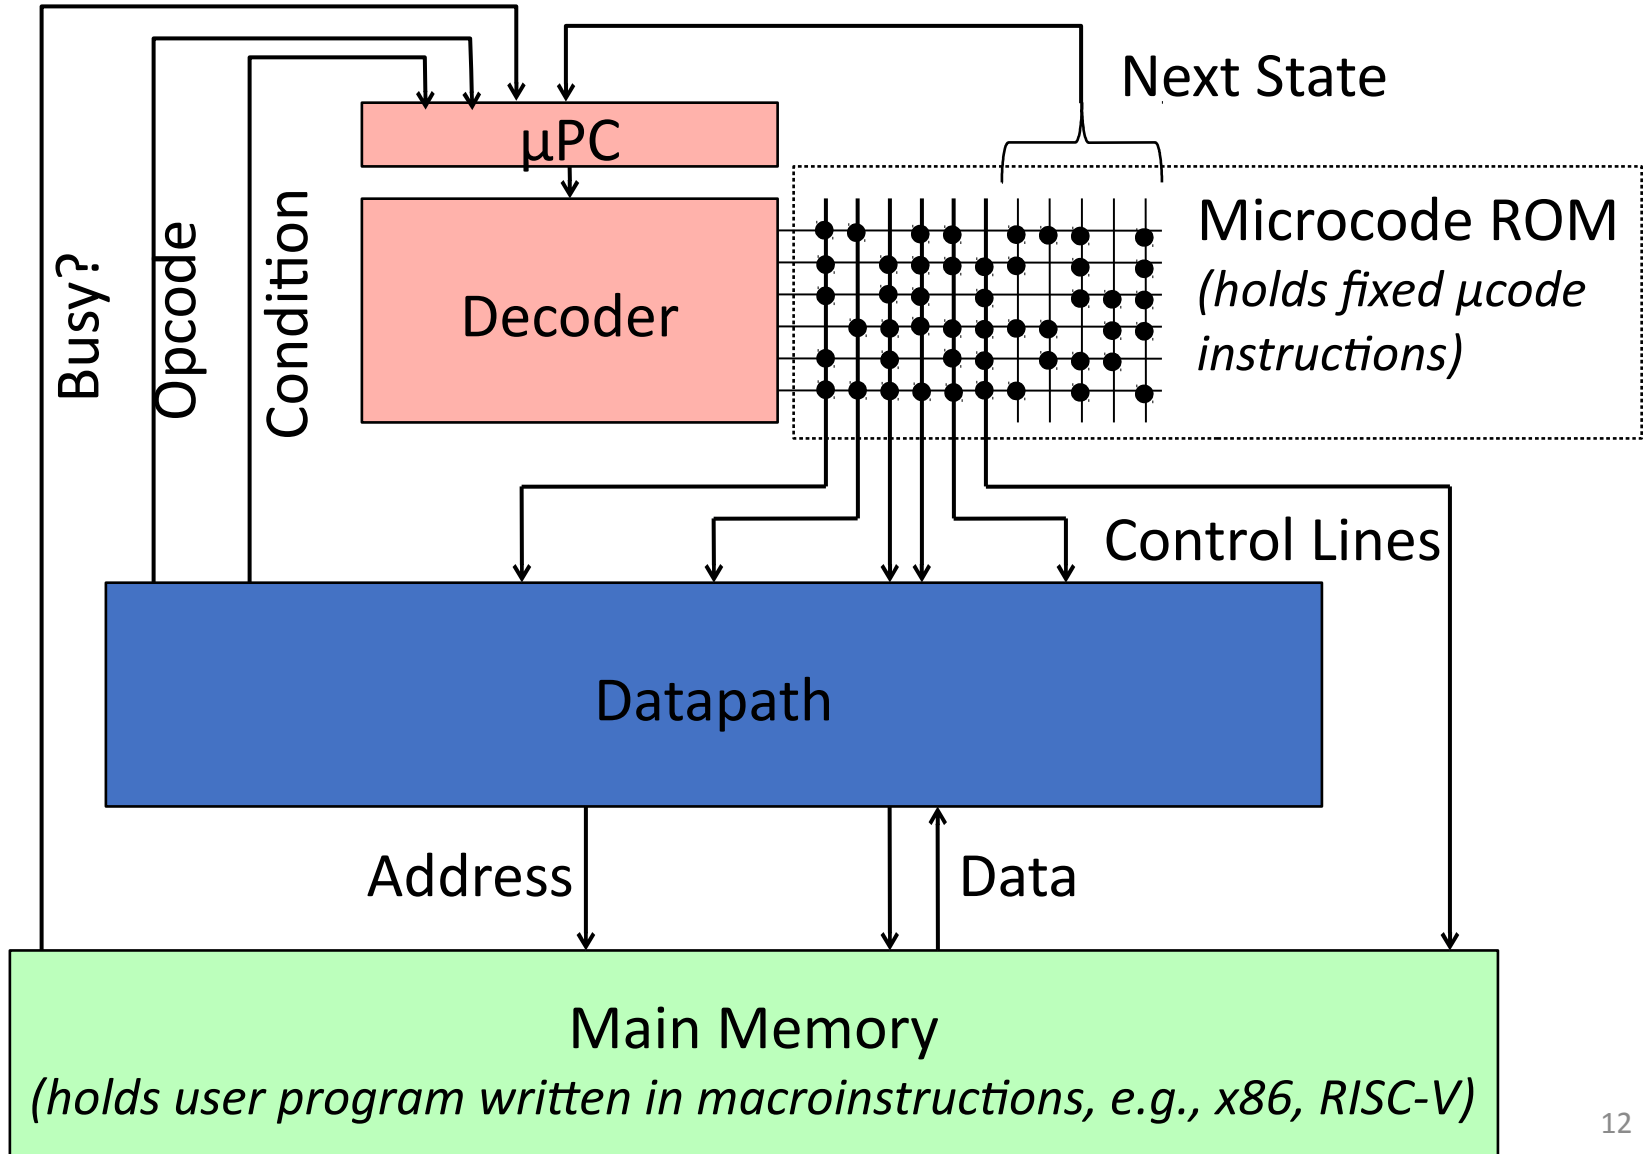 Next State
µPC
Microcode ROM
(holds fixed µcode
instructions)
Decoder
Busy?
Opcode
Condition
Control Lines
Datapath
Address
Data
Main Memory
(holds user program written in macroinstructions, e.g., x86, RISC-V)
12